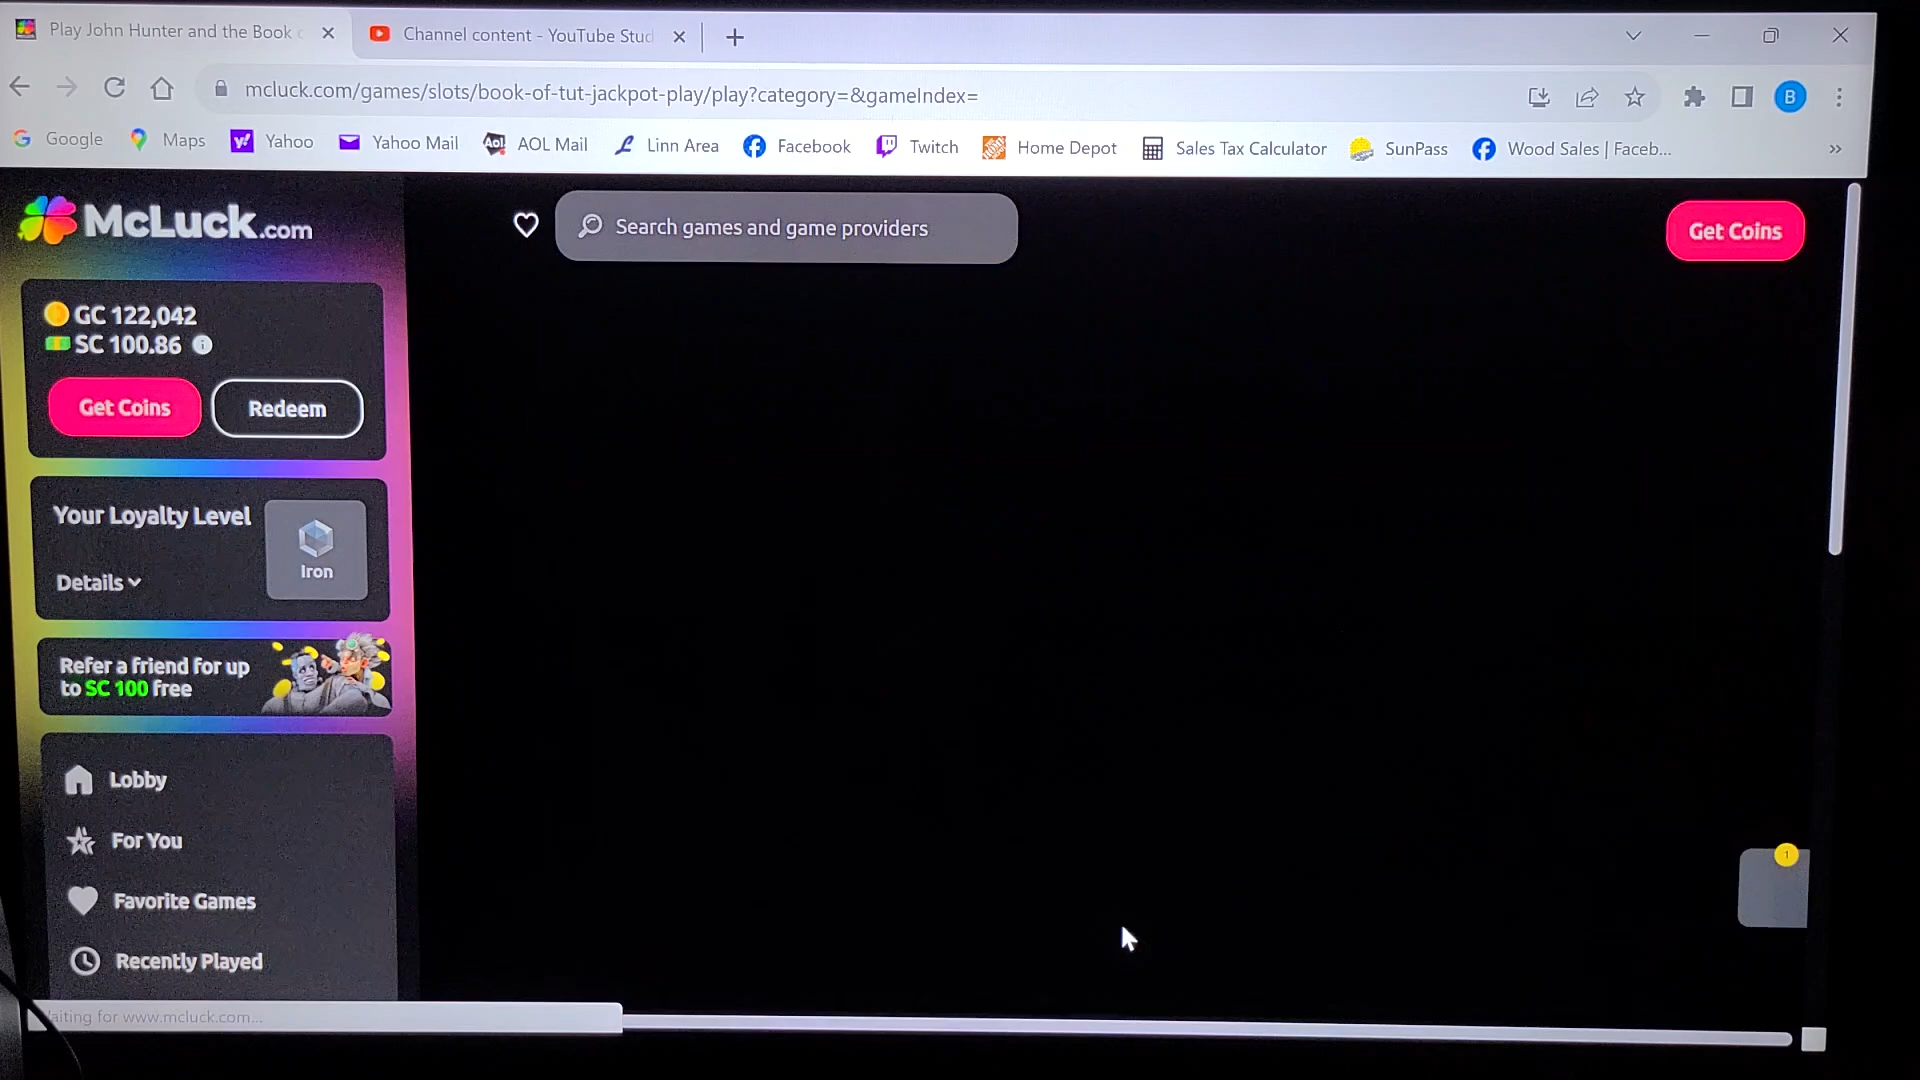 Play John Hunter and the Book
Channel content - YouTube Stud
mcluck.com/games/slots/book-of-tut-jackpot-play/play?category=&gameIndex=
B
Google
Maps
Yahoo
Yahoo Mail
AOL Mail
Linn Area
Facebook
Twitch
Home Depot
Sales Tax Calculator
SunPass
Wood Sales | Faceb...
McLuck.com
Search games and game providers
Get Coins
GC 122,042
SC 100.86
Get Coins
Redeem
Your Loyalty Level
Details
Iron
Refer a friend for up
to SC 100 free
Lobby
For You
Favorite Games
Recently Played
1
aiting for www.mcluck.com...